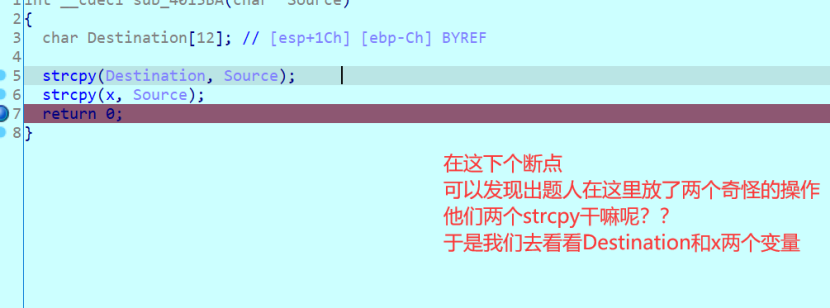 int __cdecl sub_4015BA(char *Source)
2 {
3 char Destination[12]; // [esp+1Ch] [ebp-Ch] BYREF
4
5 strcpy(Destination, Source);
6 strcpy(x, Source);
7 return 0;
8 }
在这下个断点
可以发现出题人在这里放了两个奇怪的操作
他们两个strcpy干嘛呢？？
于是我们去看看Destination和x两个变量